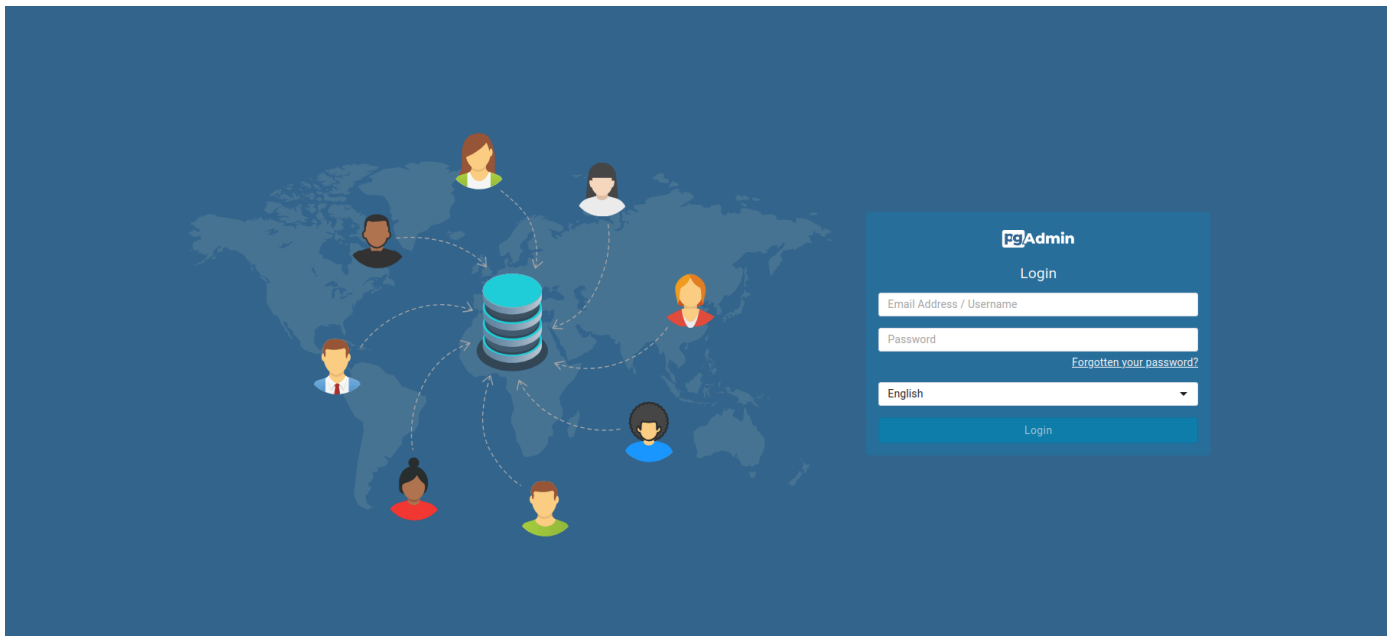 pgAdmin
Login
Email Address / Username
Password
Forgotten your password?
English
Login